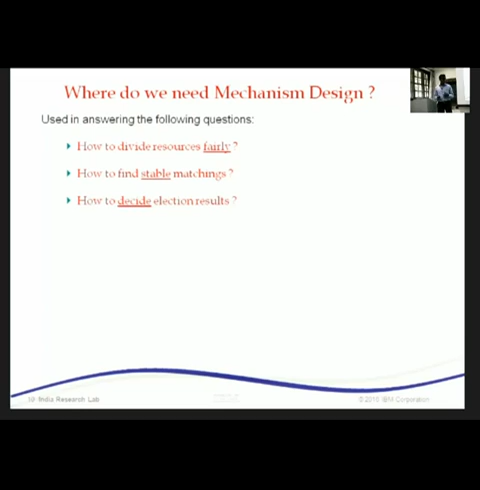 Where do we need Mechanism Design ?
Used in answering the following questions:
How to divide resources fairly ?
How to find stable matchings ?
How to decide election results ?
India Research Lab
© 2010 IBM Corporation